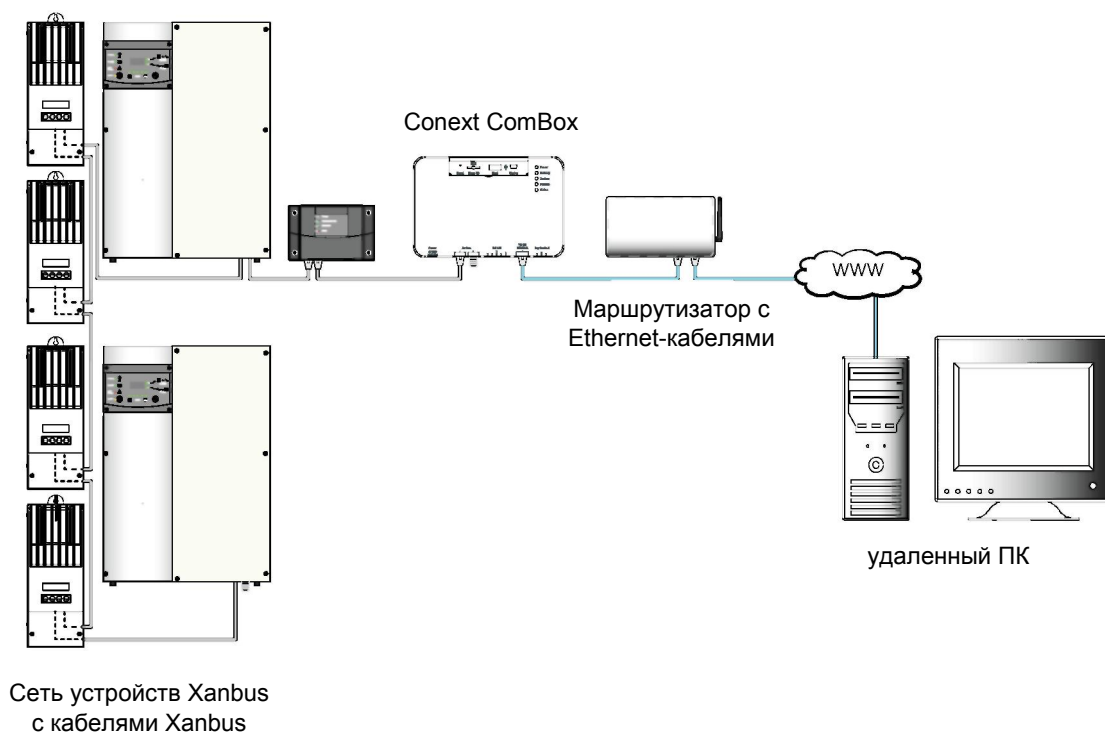 Conext ComBox
WWW
Маршрутизатор с
Ethernet-кабелями
удаленный ПК
Сеть устройств Xanbus
с кабелями Xanbus